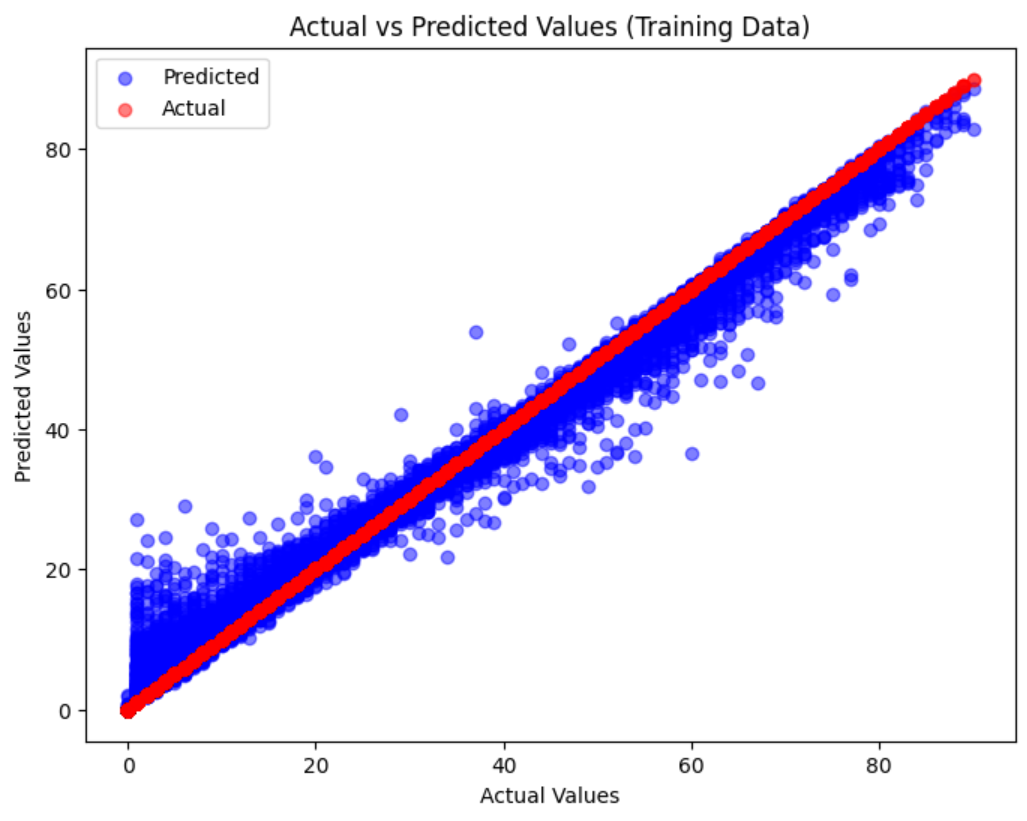 Actual vs Predicted Values (Training Data)
Predicted
Actual
80
60
40
20
0
Predicted Values
0 20 40 60 80
Actual Values